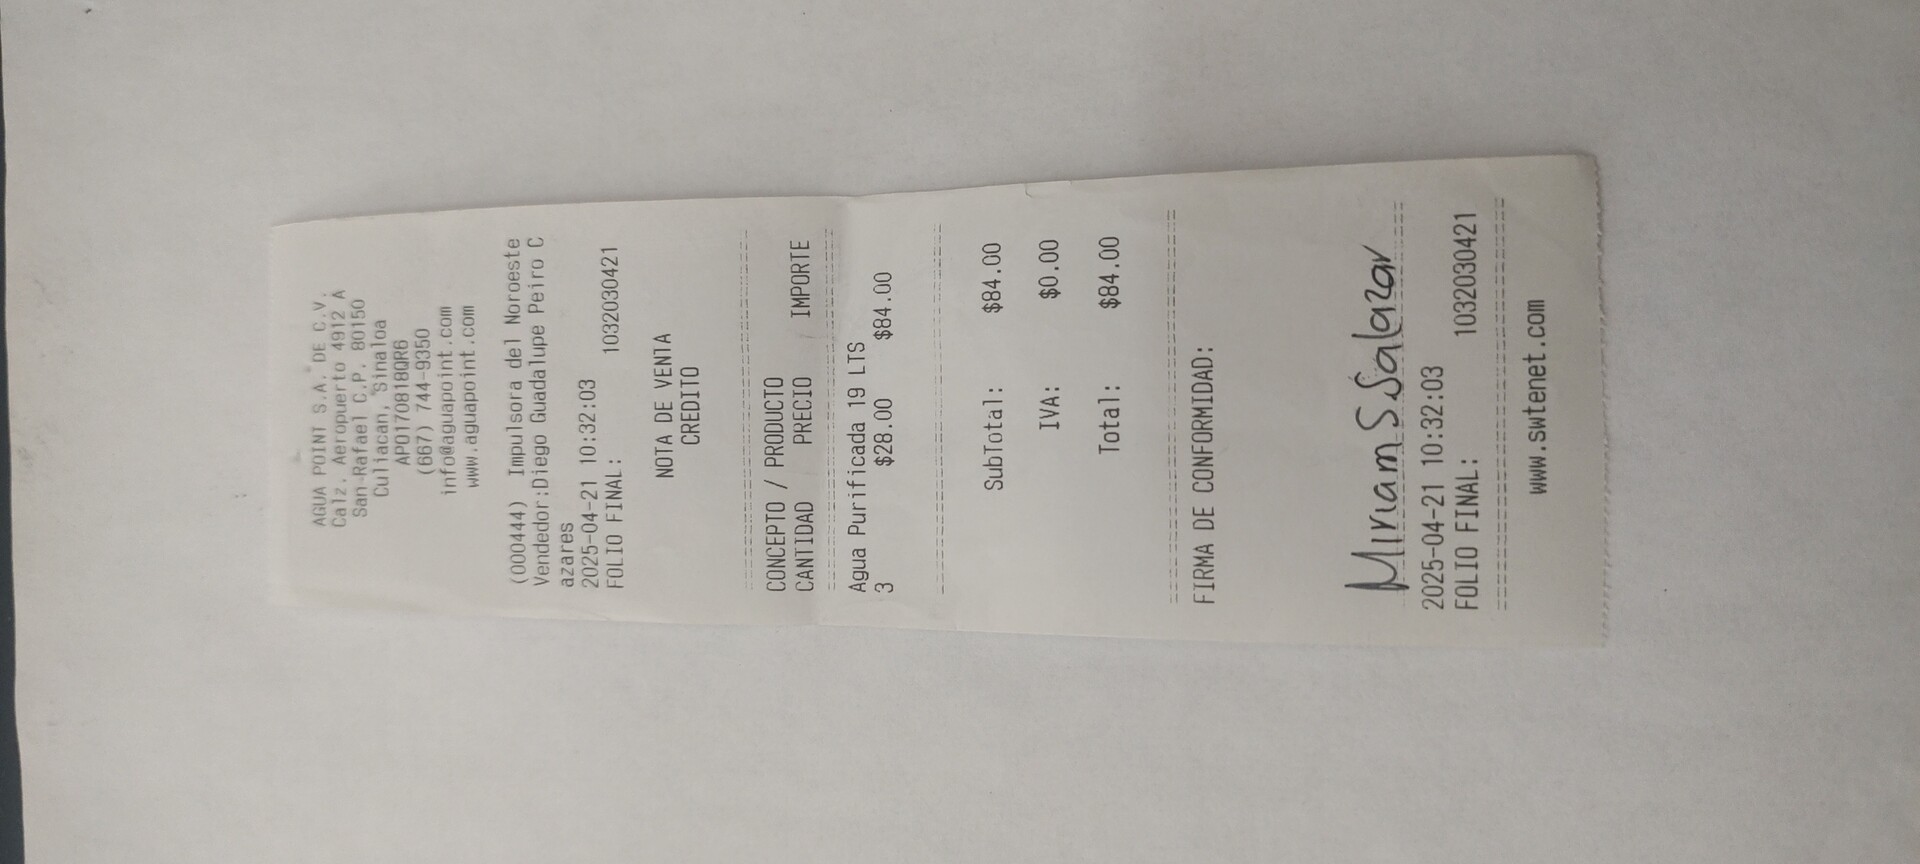 AGUA POINT S.A. DE C.V.
Calz. Aeropuerto 4912 A
San Rafael C.P. 80150
Culiacan, Sinaloa
APO170818QR6
(667) 744-9350
info@aguapoint.com
www.aguapoint.com
(000444) Impulsora del Noroeste
Vendedor:Diego Guadalupe Peiro C
azares
2025-04-21 10:32:03
FOLIO FINAL: 1032030421
NOTA DE VENTA
CREDITO
CONCEPTO / PRODUCTO
CANTIDAD PRECIO IMPORTE
Agua Purificada 19 LTS
3 $28.00 $84.00
SubTotal: $84.00
IVA: $0.00
Total: $84.00
FIRMA DE CONFORMIDAD:
Miriam S Salazar
2025-04-21 10:32:03
FOLIO FINAL: 1032030421
www.swtenet.com